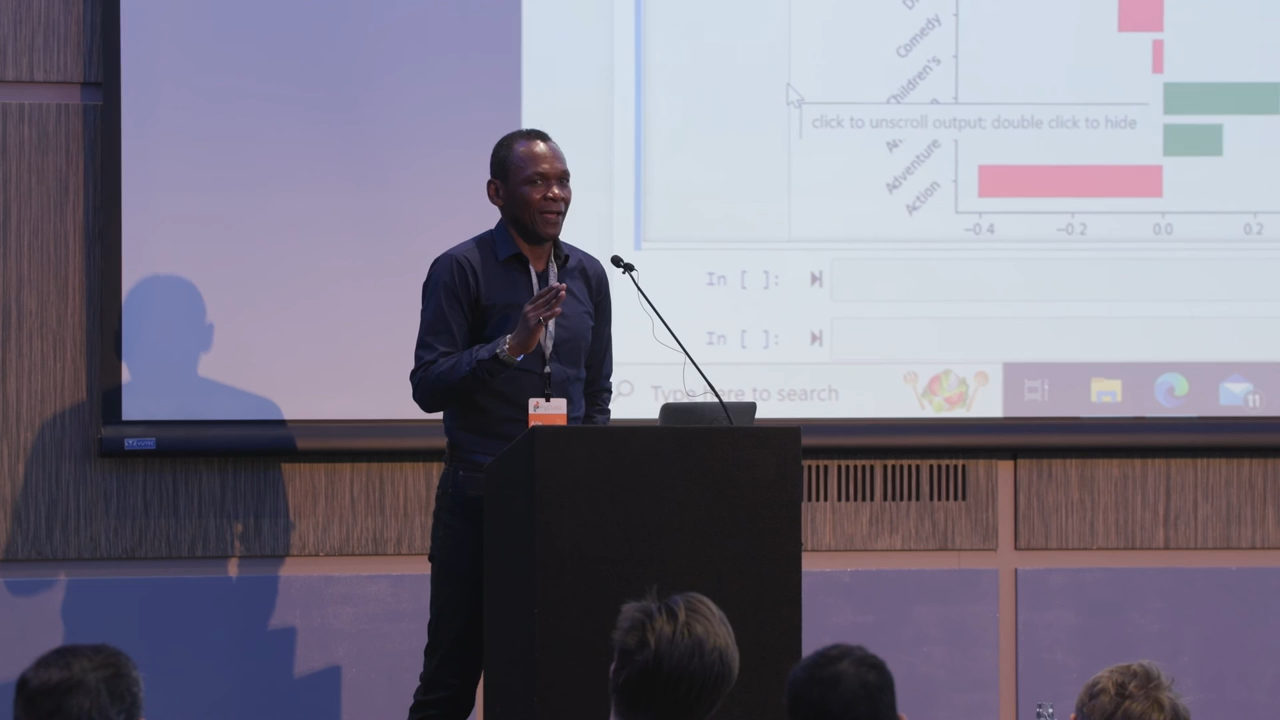 Comedy
Children's
click to unscroll output; double click to hide
Adventure
Action
−0.4 −0.2 0.0 0.2
In [ ]:
In [ ]:
Type here to search
11